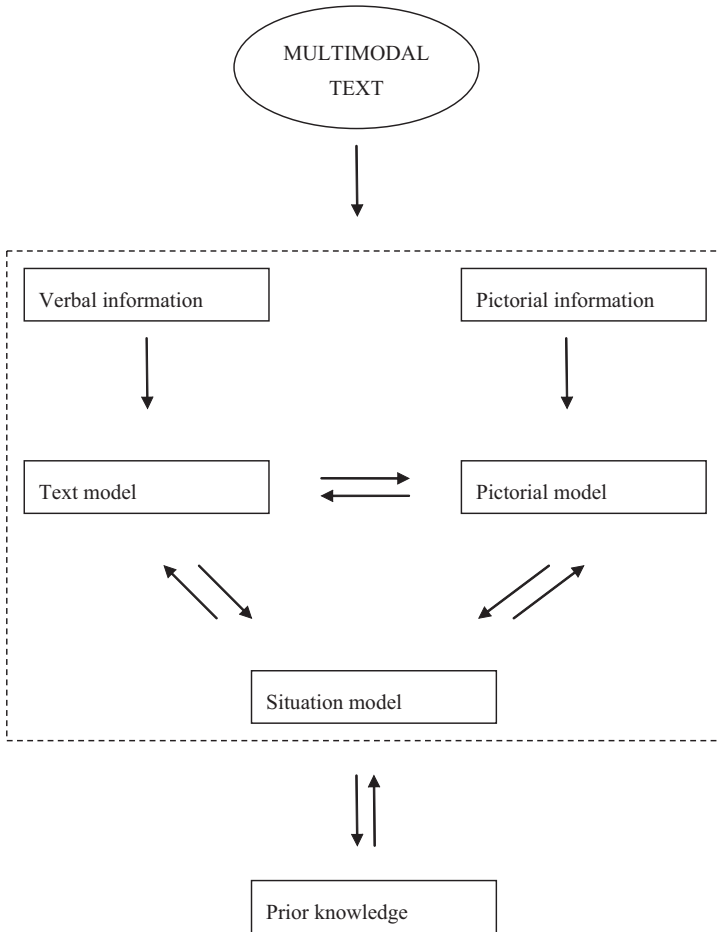 MULTIMODAL
TEXT
Verbal information
Pictorial information
Text model
Pictorial model
Situation model
Prior knowledge